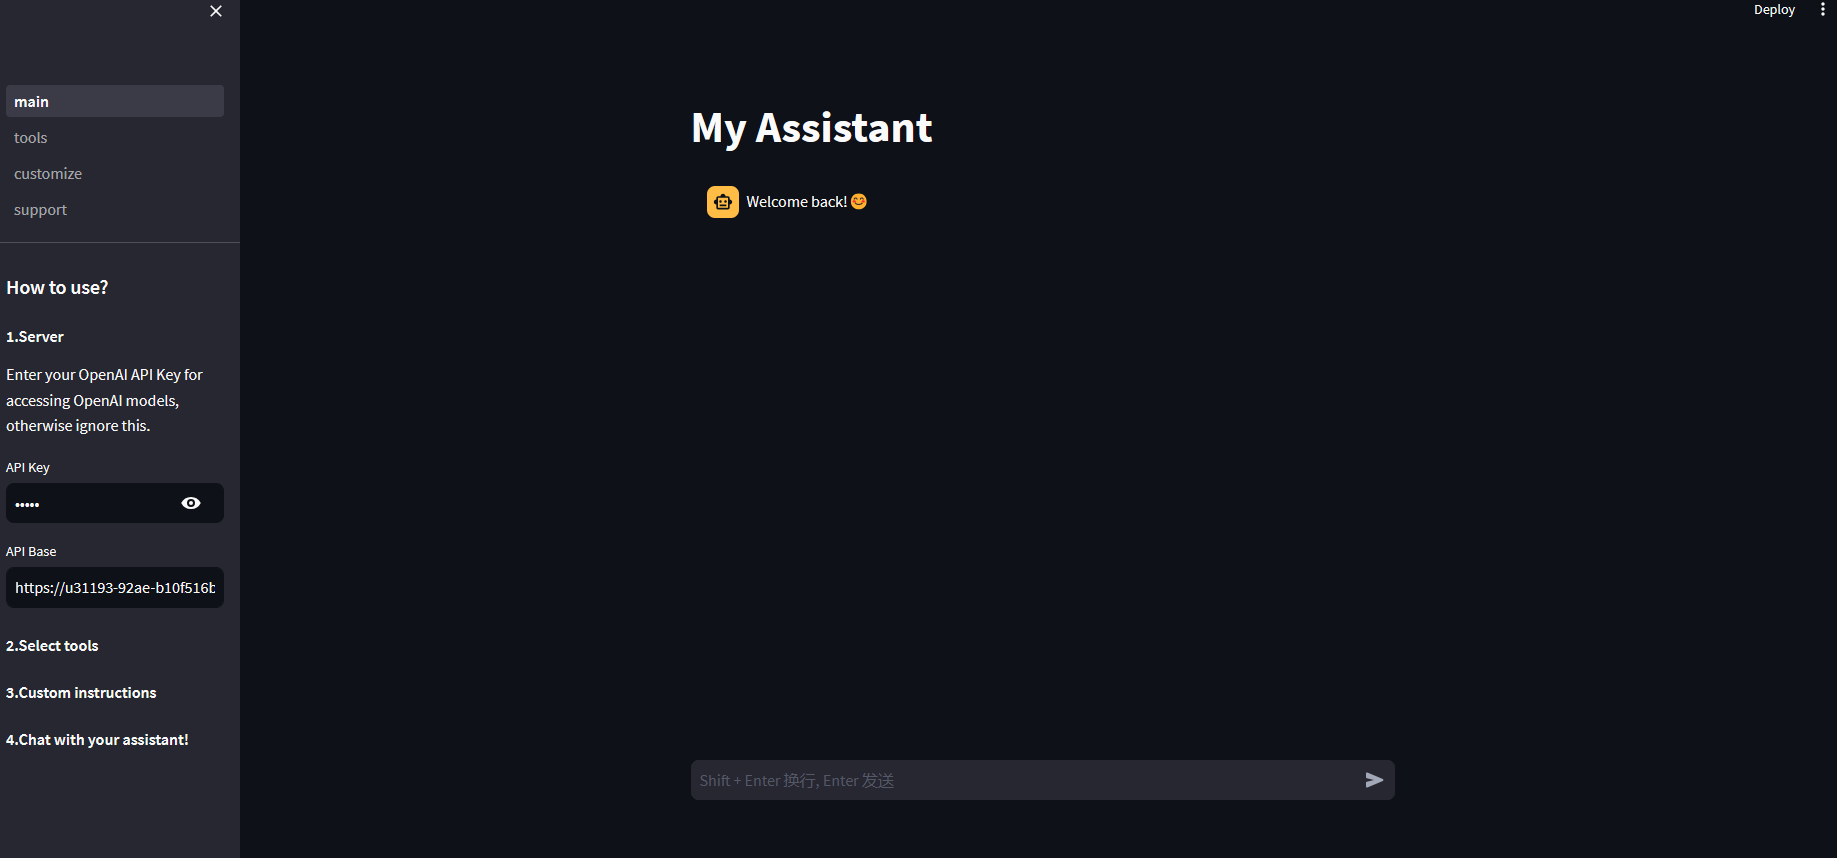 Deploy
main
tools
customize
support
How to use?
1.Server
Enter your OpenAI API Key for
accessing OpenAI models,
otherwise ignore this.
API Key
•••••
API Base
https://u31193-92ae-b10f516b
2.Select tools
3.Custom instructions
4.Chat with your assistant!
My Assistant
Welcome back!😊
Shift + Enter 换行, Enter 发送